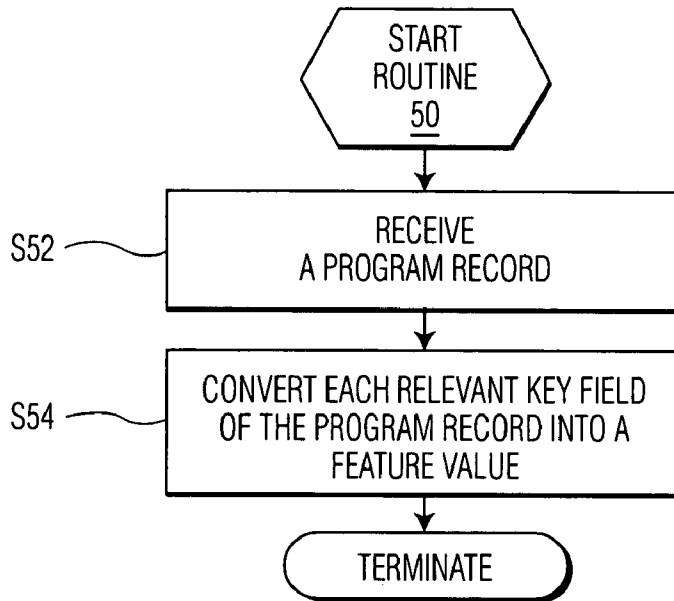 START
ROUTINE
50
S52
RECEIVE
A PROGRAM RECORD
S54
CONVERT EACH RELEVANT KEY FIELD
OF THE PROGRAM RECORD INTO A
FEATURE VALUE
TERMINATE